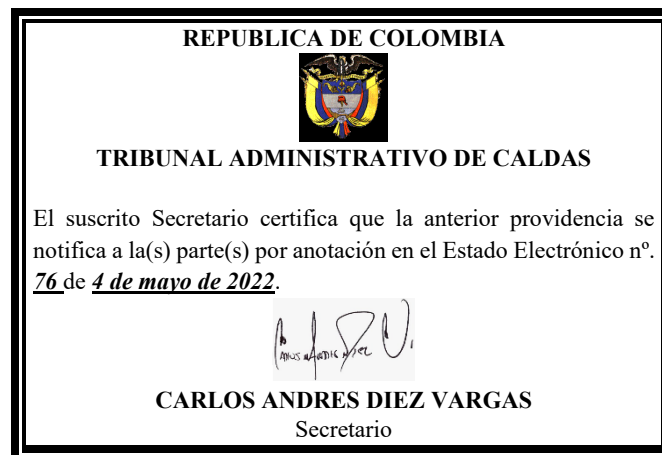 REPUBLICA DE COLOMBIA
TRIBUNAL ADMINISTRATIVO DE CALDAS
El suscrito Secretario certifica que la anterior providencia se
notifica a la(s) parte(s) por anotación en el Estado Electrónico nº.
76 de 4 de mayo de 2022.
CARLOS ANDRES DIEZ VARGAS
Secretario